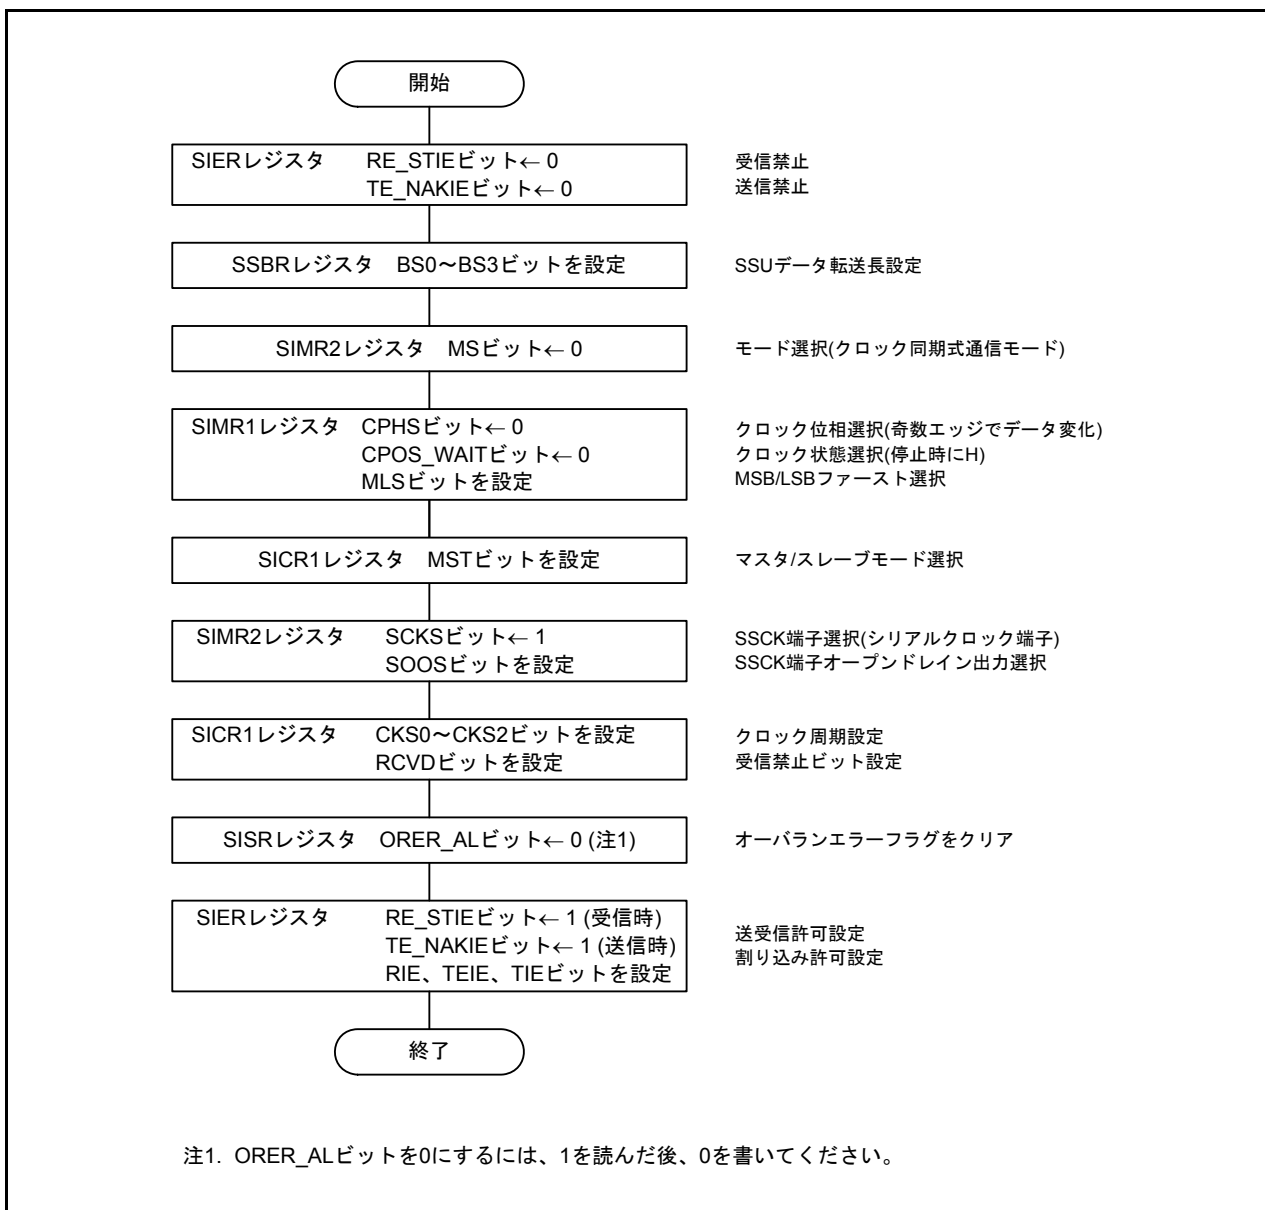 開始
SIERレジスタ RE_STIEビット← 0 受信禁止
TE_NAKIEビット← 0 送信禁止
SSBRレジスタ BS0～BS3ビットを設定 SSUデータ転送長設定
SIMR2レジスタ MSビット← 0 モード選択(クロック同期式通信モード)
SIMR1レジスタ CPHSビット← 0 クロック位相選択(奇数エッジでデータ変化)
CPOS_WAITビット← 0 クロック状態選択(停止時にH)
MLSビットを設定 MSB/LSBファースト選択
SICR1レジスタ MSTビットを設定 マスタ/スレーブモード選択
SIMR2レジスタ SCKSビット← 1 SSCK端子選択(シリアルクロック端子)
SOOSビットを設定 SSCK端子オープンドレイン出力選択
SICR1レジスタ CKS0～CKS2ビットを設定 クロック周期設定
RCVDビットを設定 受信禁止ビット設定
SISRレジスタ ORER_ALビット← 0 (注1) オーバランエラーフラグをクリア
SIERレジスタ RE_STIEビット← 1 (受信時)
TE_NAKIEビット← 1 (送信時) 送受信許可設定
RIE、TEIE、TIEビットを設定 割り込み許可設定
終了
注1. ORER_ALビットを0にするには、1を読んだ後、0を書いてください。